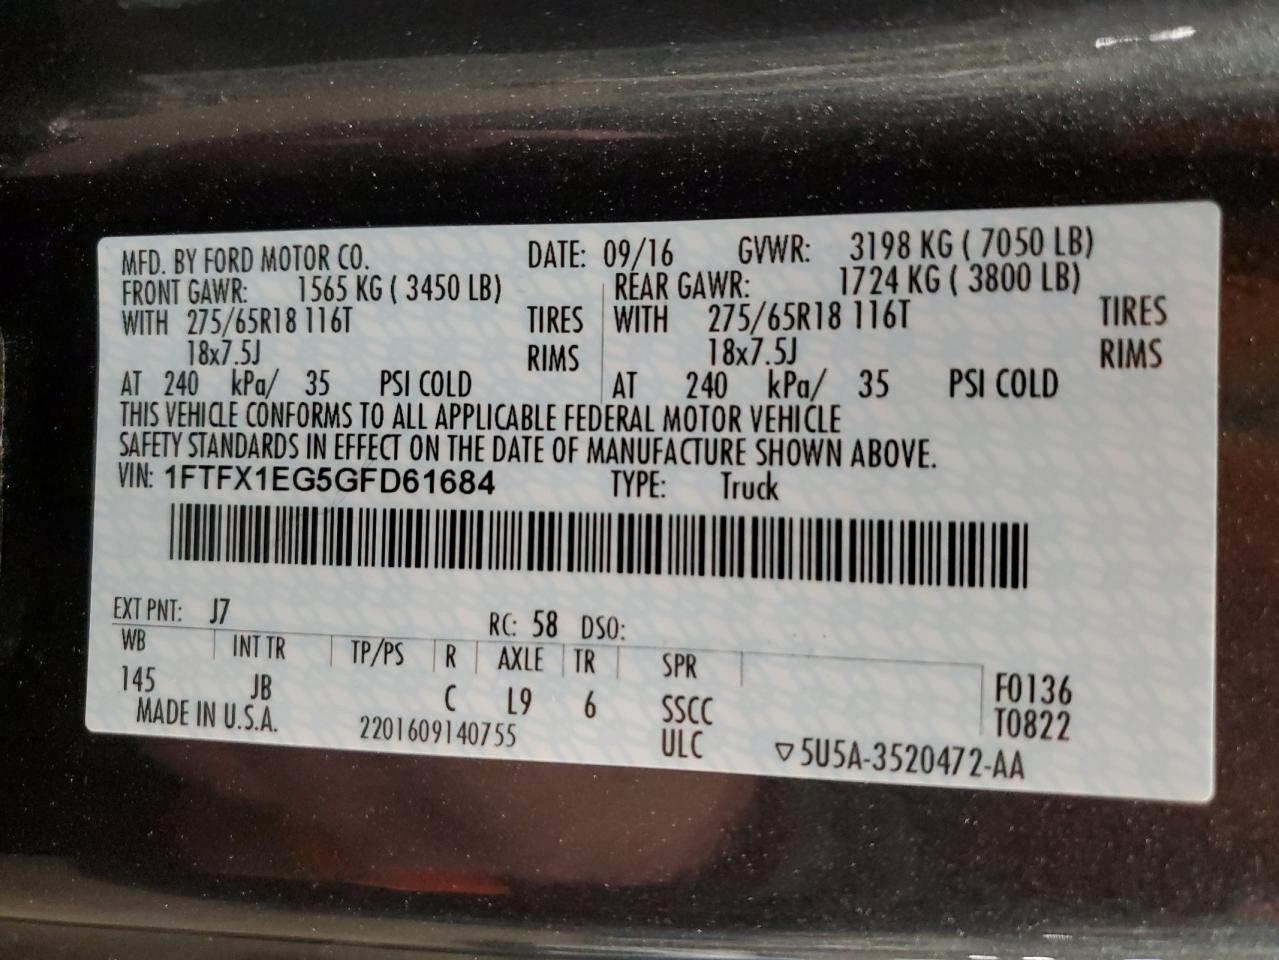 MFD. BY FORD MOTOR CO. DATE: 09/16 GVWR: 3198 KG ( 7050 LB)
FRONT GAWR: 1565 KG ( 3450 LB) REAR GAWR: 1724 KG ( 3800 LB)
WITH 275/65R18 116T TIRES WITH 275/65R18 116T TIRES
18x7.5J RIMS 18x7.5J RIMS
AT 240 kPa/ 35 PSI COLD AT 240 kPa/ 35 PSI COLD
THIS VEHICLE CONFORMS TO ALL APPLICABLE FEDERAL MOTOR VEHICLE
SAFETY STANDARDS IN EFFECT ON THE DATE OF MANUFACTURE SHOWN ABOVE.
VIN: 1FTFX1EG5GFD61684 TYPE: Truck
EXT PNT: J7 RC: 58 DSO:
WB INT TR TP/PS R AXLE TR SPR
145 JB C L9 6 SSCC F0136
MADE IN U.S.A. 2201609140755 ULC T0822
▽5U5A-3520472-AA